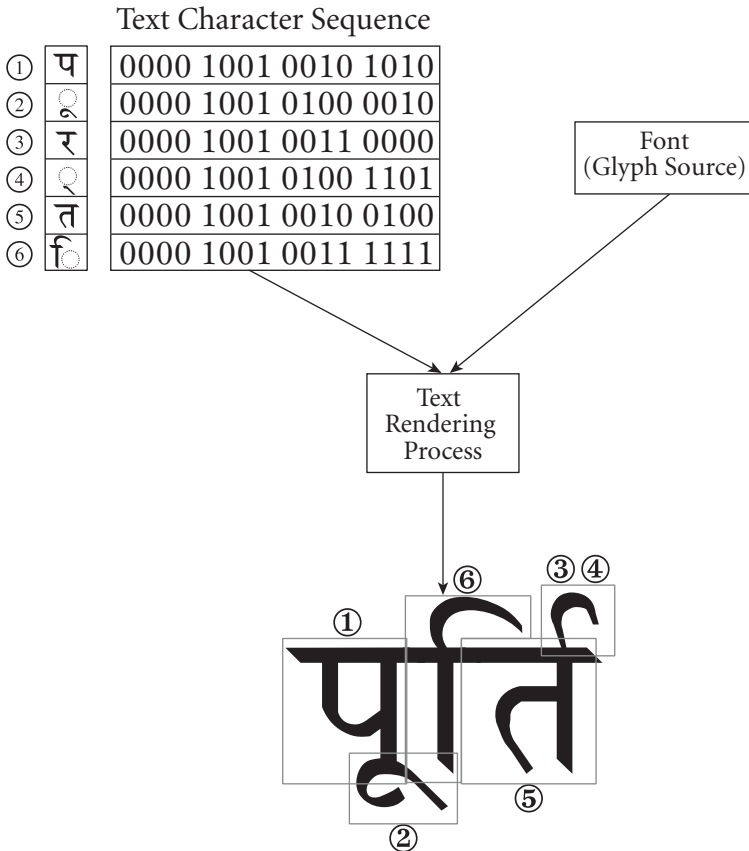 Text Character Sequence
① प 0000 1001 0010 1010
② ू 0000 1001 0100 0010
③ र 0000 1001 0011 0000
④ ् 0000 1001 0100 1101
⑤ त 0000 1001 0010 0100
⑥ ि 0000 1001 0011 1111
Font
(Glyph Source)
Text
Rendering
Process
③ ④
⑥
①
पूर्ति
⑤
②